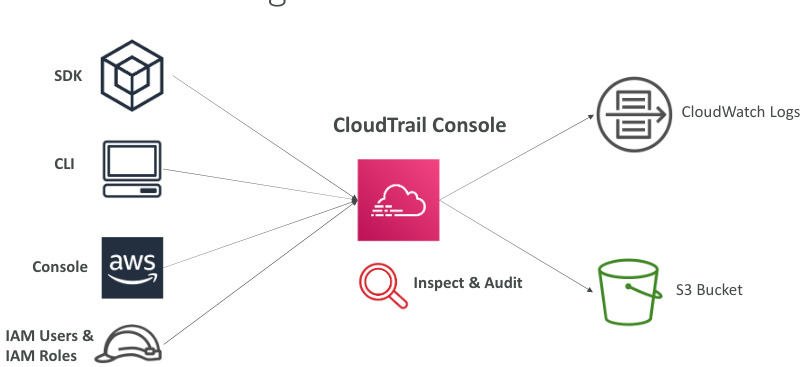 SDK
CloudTrail Console
CloudWatch Logs
CLI
Console
aws
Inspect & Audit
S3 Bucket
IAM Users &
IAM Roles